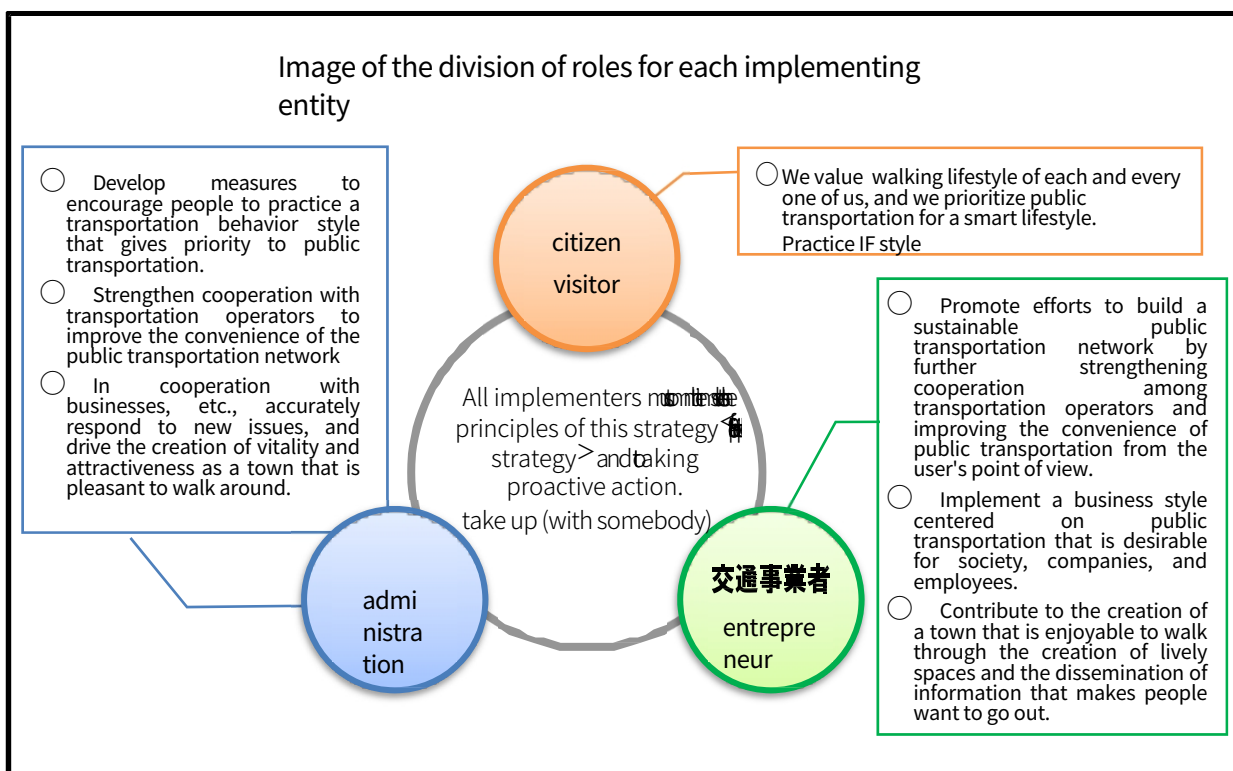 Image of the division of roles for each implementing
entity
○ Develop measures to
encourage people to practice a
transportation behavior style
that gives priority to public
transportation.
○ Strengthen cooperation with
transportation operators to
improve the convenience of the
public transportation network
○ In cooperation with
businesses, etc., accurately
respond to new issues, and
drive the creation of vitality and
attractiveness as a town that is
pleasant to walk around.
citizen
visitor
○ We value walking lifestyle of each and every
one of us, and we prioritize public
transportation for a smart lifestyle.
Practice IF style
All implementers
principles of this strategy <
strategy > and taking
proactive action.
take up (with somebody)
admi
nistra
tion
交通事業者
entrepre
neur
○ Promote efforts to build a
sustainable public
transportation network by
further strengthening
cooperation among
transportation operators and
improving the convenience of
public transportation from the
user's point of view.
○ Implement a business style
centered on public
transportation that is desirable
for society, companies, and
employees.
○ Contribute to the creation of
a town that is enjoyable to walk
through the creation of lively
spaces and the dissemination of
information that makes people
want to go out.